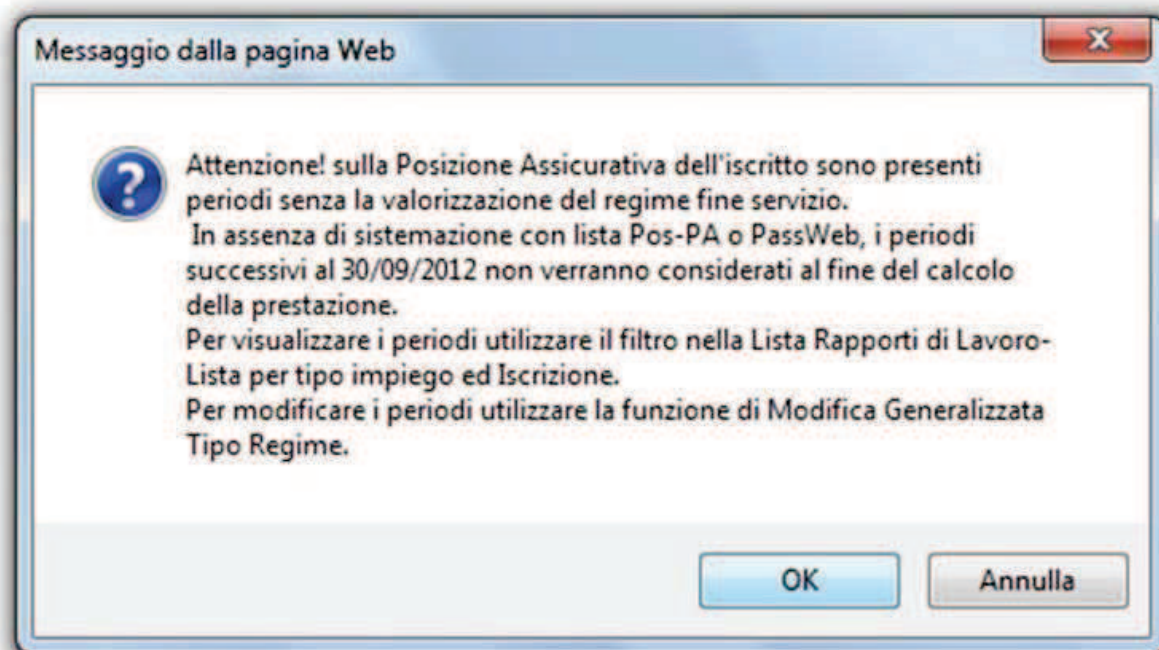 Messaggio dalla pagina Web
Attenzione! sulla Posizione Assicurativa dell'iscritto sono presenti
periodi senza la valorizzazione del regime fine servizio.
In assenza di sistemazione con lista Pos-PA o PassWeb, i periodi
successivi al 30/09/2012 non verranno considerati al fine del calcolo
della prestazione.
Per visualizzare i periodi utilizzare il filtro nella Lista Rapporti di Lavoro-
Lista per tipo impiego ed Iscrizione.
Per modificare i periodi utilizzare la funzione di Modifica Generalizzata
Tipo Regime.
OK
Annulla